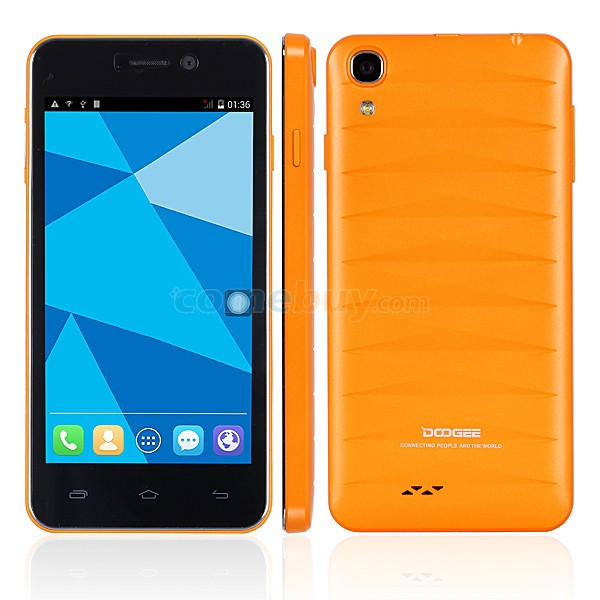 01:36
comebuy.com
DOOGEE
CONNECTING PEOPLE AND THE WORLD